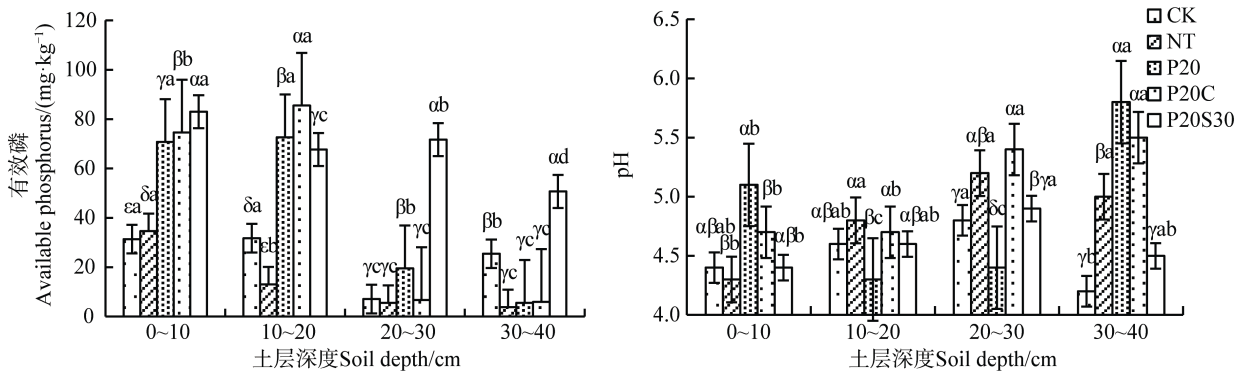 120
100
80
60
40
20
0
有效磷
Available phosphorus/(mg·kg⁻¹)
εa δa γa βb αa
δa εb βa αa γc
γc γc βb γc αb
βb γc γc γc αd
0~10 10~20 20~30 30~40
土层深度Soil depth/cm
6.5
6.0
5.5
5.0
4.5
4.0
pH
αβab βb αb βb αβb
αβab αa βc αb αβab
γa αβa δc αa βγa
γb βa αa αa γab
0~10 10~20 20~30 30~40
土层深度Soil depth/cm
CK
NT
P20
P20C
P20S30